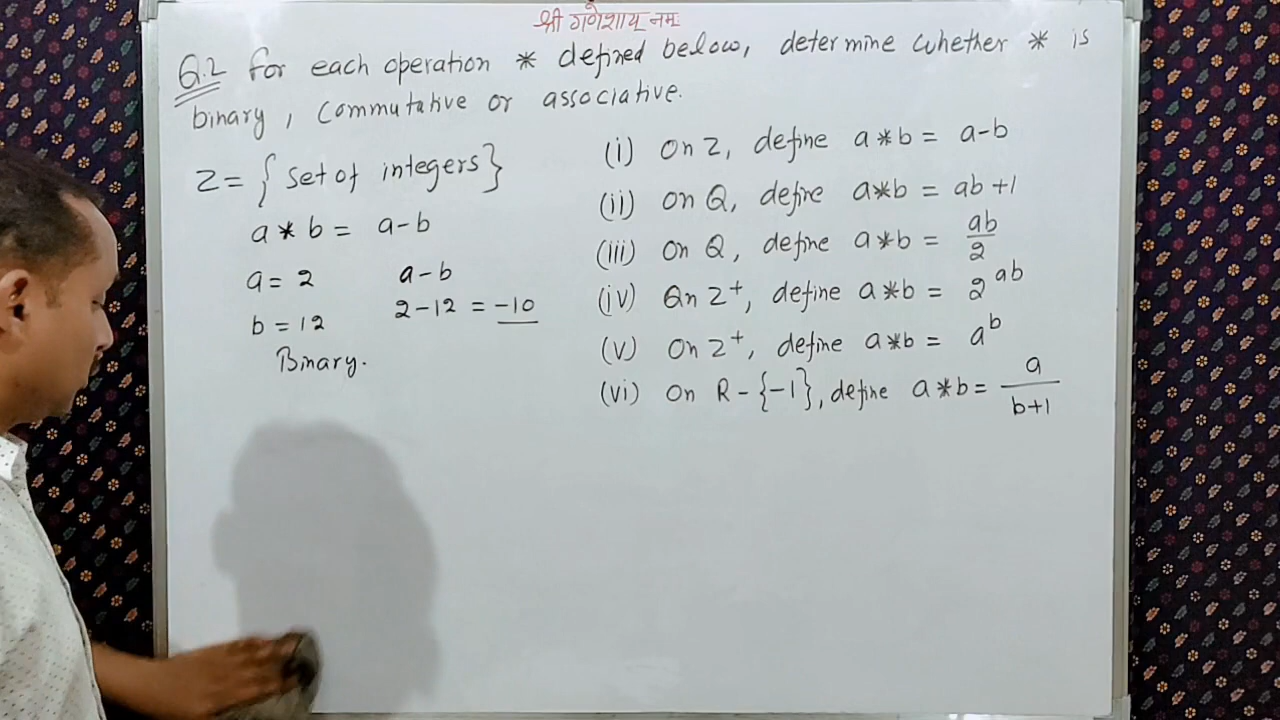 श्री गणेशाय नमः
Q.2 for each operation * defined below, determine whether * is
binary, commutative or associative.
Z = { set of integers}
a * b = a-b
a = 2 a-b
b = 12 2-12 = -10
Binary.
(i) On Z, define a*b = a-b
(ii) on Q, define a*b = ab+1
(iii) on Q, define a*b = ab/2
(iv) On Z⁺, define a*b = 2^ab
(v) On Z⁺, define a*b = a^b
(vi) On R-{-1}, define a*b = a/(b+1)